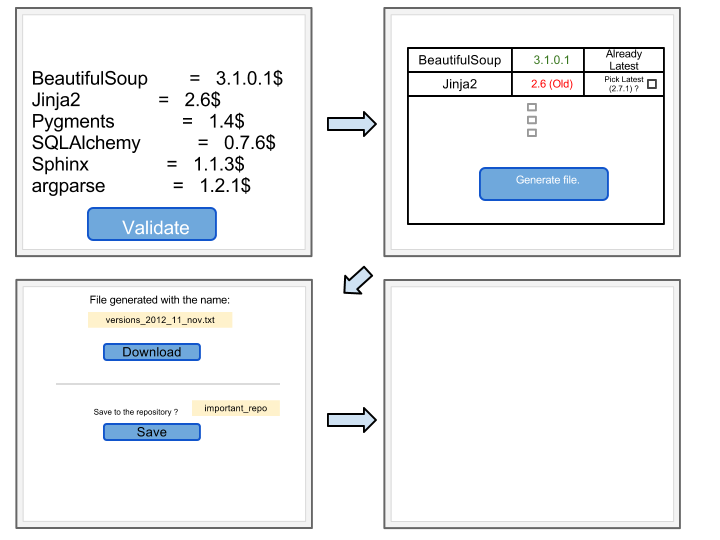 BeautifulSoup = 3.1.0.1$
Jinja2 = 2.6$
Pygments = 1.4$
SQLAlchemy = 0.7.6$
Sphinx = 1.1.3$
argparse = 1.2.1$
Validate
BeautifulSoup 3.1.0.1 Already
Latest
Jinja2 2.6 (Old) Pick Latest
(2.7.1) ?
Generate file.
File generated with the name:
versions_2012_11_nov.txt
Download
Save to the repository ? important_repo
Save